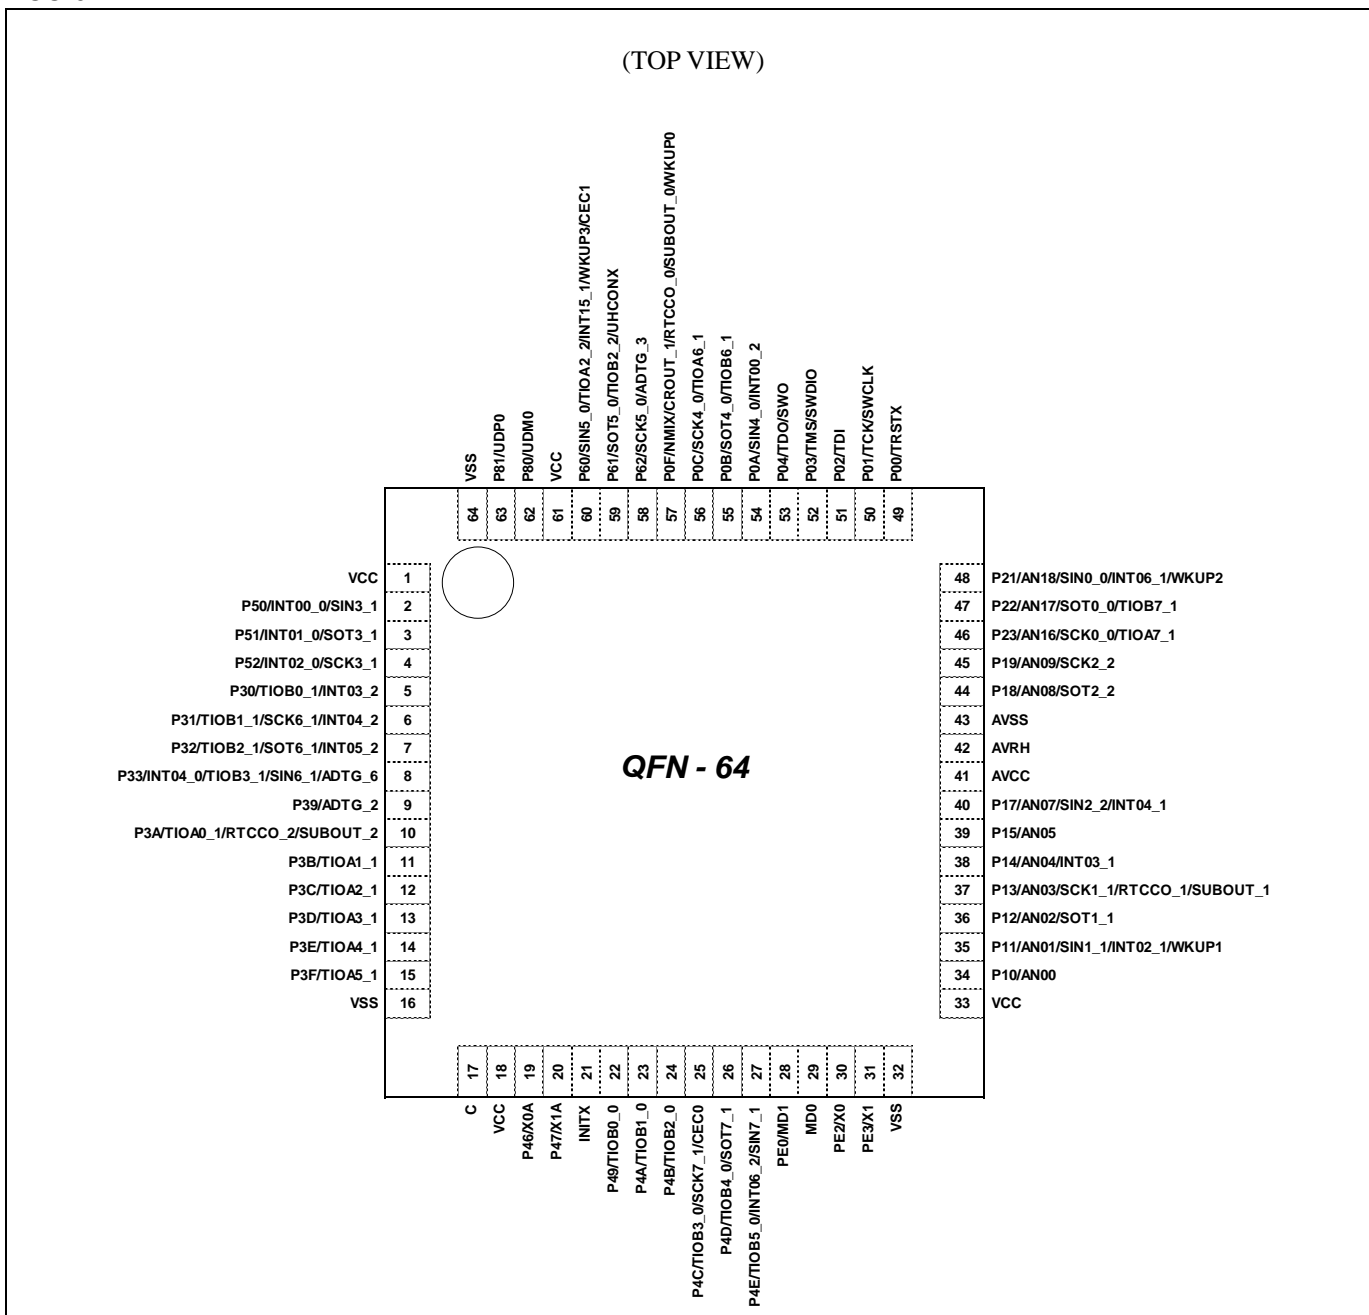 (TOP VIEW)
VSS
P81/UDP0
P80/UDM0
VCC
P60/SIN5_0/TIOA2_2/INT15_1/WKUP3/CEC1
P61/SOT5_0/TIOB2_2/UHCONX
P62/SCK5_0/ADTG_3
P0F/NMIX/CROUT_1/RTCCO_0/SUBOUT_0/WKUP0
P0C/SCK4_0/TIOA6_1
P0B/SOT4_0/TIOB6_1
P0A/SIN4_0/INT00_2
P04/TDO/SWO
P03/TMS/SWDIO
P02/TDI
P01/TCK/SWCLK
P00/TRSTX
64 63 62 61 60 59 58 57 56 55 54 53 52 51 50 49
VCC 1
P50/INT00_0/SIN3_1 2
P51/INT01_0/SOT3_1 3
P52/INT02_0/SCK3_1 4
P30/TIOB0_1/INT03_2 5
P31/TIOB1_1/SCK6_1/INT04_2 6
P32/TIOB2_1/SOT6_1/INT05_2 7
P33/INT04_0/TIOB3_1/SIN6_1/ADTG_6 8
P39/ADTG_2 9
P3A/TIOA0_1/RTCCO_2/SUBOUT_2 10
P3B/TIOA1_1 11
P3C/TIOA2_1 12
P3D/TIOA3_1 13
P3E/TIOA4_1 14
P3F/TIOA5_1 15
VSS 16
QFN - 64
48 P21/AN18/SIN0_0/INT06_1/WKUP2
47 P22/AN17/SOT0_0/TIOB7_1
46 P23/AN16/SCK0_0/TIOA7_1
45 P19/AN09/SCK2_2
44 P18/AN08/SOT2_2
43 AVSS
42 AVRH
41 AVCC
40 P17/AN07/SIN2_2/INT04_1
39 P15/AN05
38 P14/AN04/INT03_1
37 P13/AN03/SCK1_1/RTCCO_1/SUBOUT_1
36 P12/AN02/SOT1_1
35 P11/AN01/SIN1_1/INT02_1/WKUP1
34 P10/AN00
33 VCC
17 18 19 20 21 22 23 24 25 26 27 28 29 30 31 32
C
VCC
P46/X0A
P47/X1A
INITX
P49/TIOB0_0
P4A/TIOB1_0
P4B/TIOB2_0
P4C/TIOB3_0/SCK7_1/CEC0
P4D/TIOB4_0/SOT7_1
P4E/TIOB5_0/INT06_2/SIN7_1
PE0/MD1
MD0
PE2/X0
PE3/X1
VSS